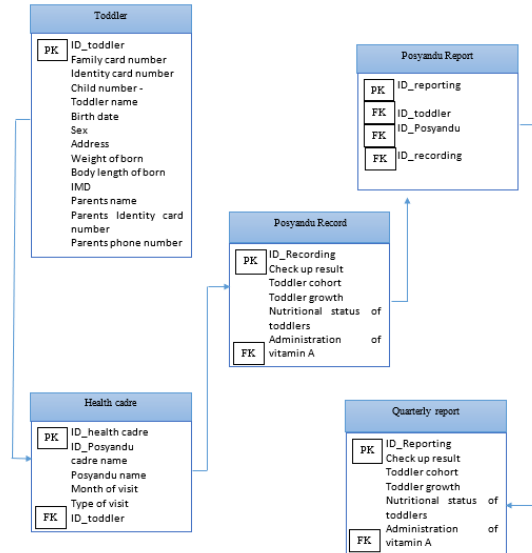 Toddler
PK
ID_toddler
Family card number
Identity card number
Child number -
Toddler name
Birth date
Sex
Address
Weight of born
Body length of born
IMD
Parents name
Parents Identity card
number
Parents phone number
Posyandu Report
PK
ID_reporting
FK
ID_toddler
FK
ID_Posyandu
FK
ID_recording
Posyandu Record
PK
ID_Recording
Check up result
Toddler cohort
Toddler growth
Nutritional status of
toddlers
Administration of
FK
vitamin A
Health cadre
PK
ID_health cadre
ID_Posyandu
cadre name
Posyandu name
Month of visit
Type of visit
FK
ID_toddler
Quarterly report
PK
ID_Reporting
Check up result
Toddler cohort
Toddler growth
Nutritional status of
toddlers
Administration of
FK
vitamin A